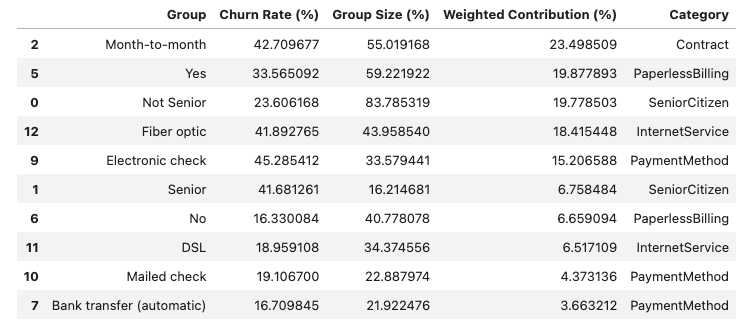 Group Churn Rate (%) Group Size (%) Weighted Contribution (%) Category
2 Month-to-month 42.709677 55.019168 23.498509 Contract
5 Yes 33.565092 59.221922 19.877893 PaperlessBilling
0 Not Senior 23.606168 83.785319 19.778503 SeniorCitizen
12 Fiber optic 41.892765 43.958540 18.415448 InternetService
9 Electronic check 45.285412 33.579441 15.206588 PaymentMethod
1 Senior 41.681261 16.214681 6.758484 SeniorCitizen
6 No 16.330084 40.778078 6.659094 PaperlessBilling
11 DSL 18.959108 34.374556 6.517109 InternetService
10 Mailed check 19.106700 22.887974 4.373136 PaymentMethod
7 Bank transfer (automatic) 16.709845 21.922476 3.663212 PaymentMethod